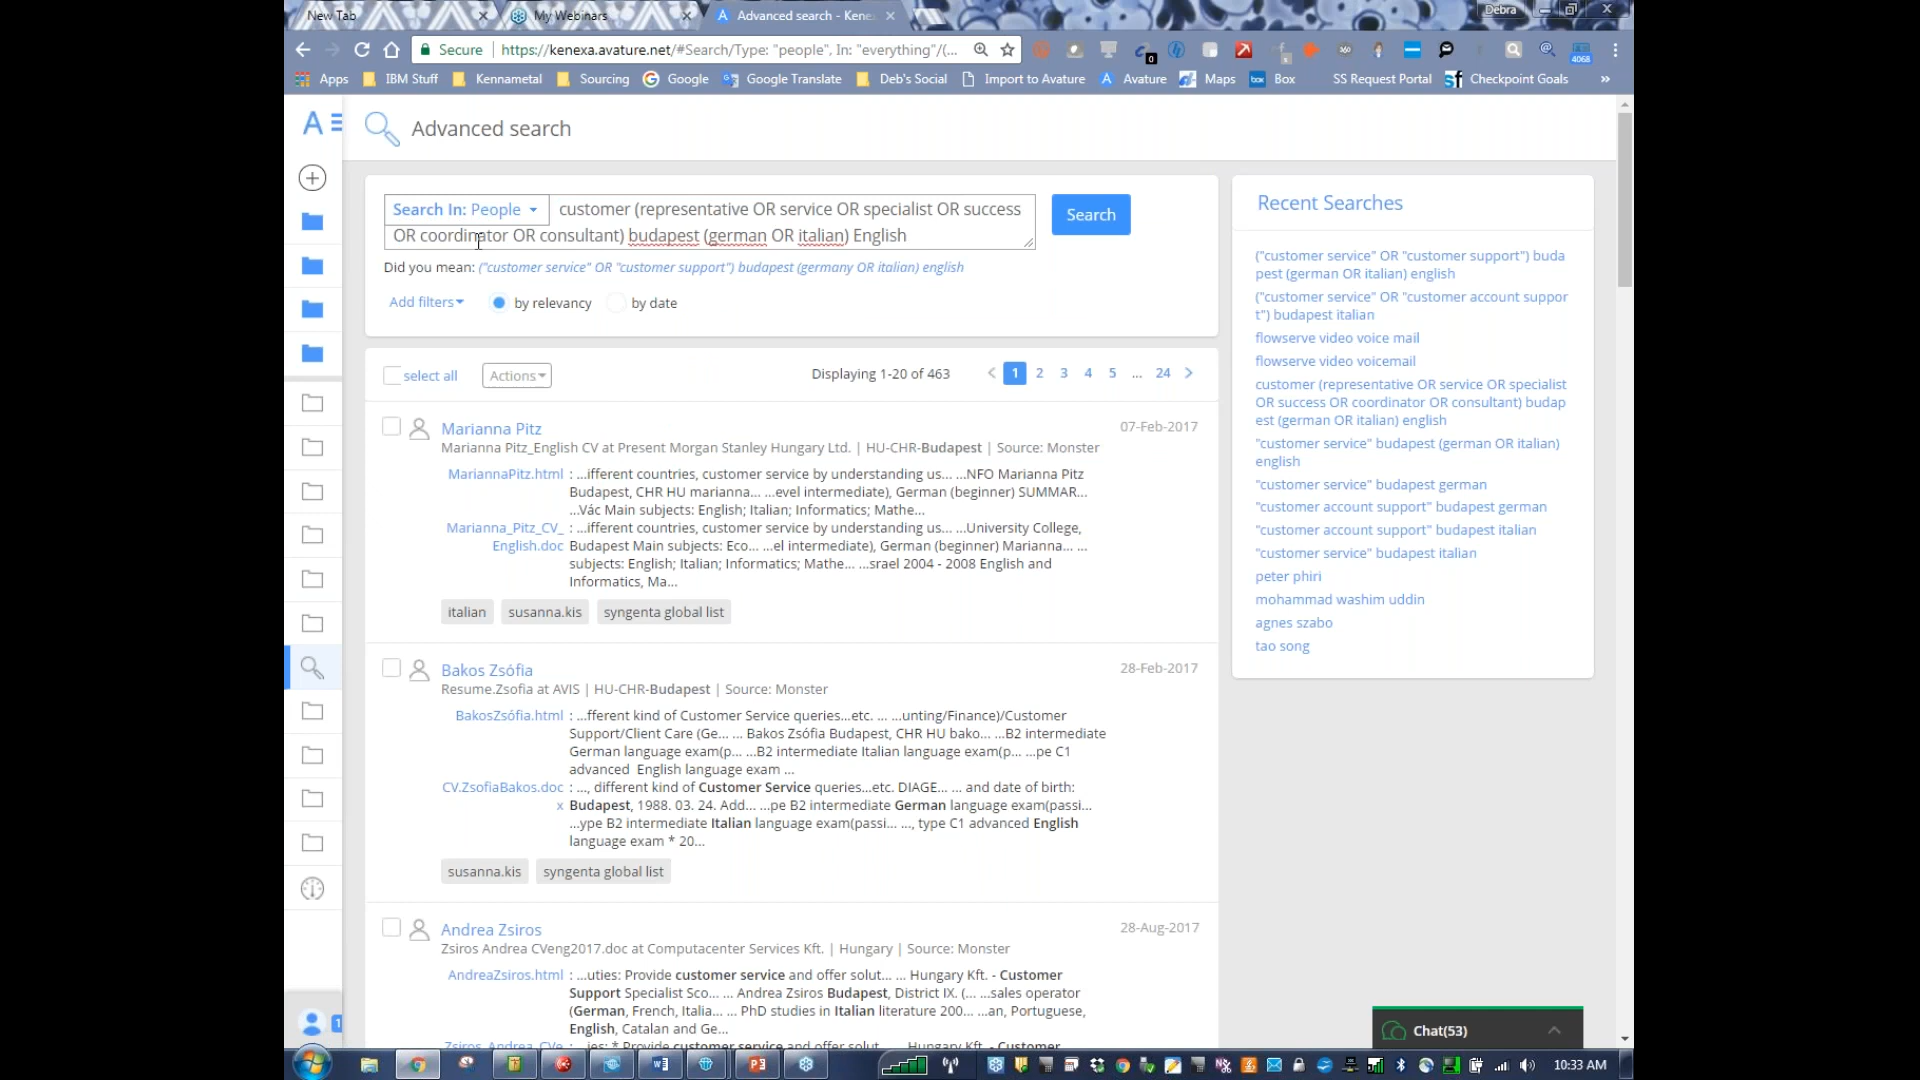 New Tab
My Webinars
Advanced search - Kenex
Debra
Secure
https://kenexa.avature.net/#Search/Type: "people", In: "everything"/(...
4068
Apps
IBM Stuff
Kennametal
Sourcing
Google
Google Translate
Deb's Social
Import to Avature
Avature
Maps
Box
SS Request Portal
Checkpoint Goals
»
Advanced search
Search In: People
customer (representative OR service OR specialist OR success
OR coordinator OR consultant) budapest (german OR italian) English
Search
Did you mean: ("customer service" OR "customer support") budapest (germany OR italian) english
Add filters
by relevancy
by date
select all
Actions
Displaying 1-20 of 463
< 1 2 3 4 5 ... 24 >
Marianna Pitz
07-Feb-2017
Marianna Pitz_English CV at Present Morgan Stanley Hungary Ltd. | HU-CHR-Budapest | Source: Monster
MariannaPitz.html : ...ifferent countries, customer service by understanding us... ...NFO Marianna Pitz
Budapest, CHR HU marianna... ...evel intermediate), German (beginner) SUMMAR...
...Vác Main subjects: English; Italian; Informatics; Mathe...
Marianna_Pitz_CV_ : ...ifferent countries, customer service by understanding us... ...University College,
English.doc Budapest Main subjects: Eco... ...el intermediate), German (beginner) Marianna... ...
subjects: English; Italian; Informatics; Mathe... ...srael 2004 - 2008 English and
Informatics, Ma...
italian
susanna.kis
syngenta global list
Bakos Zsófia
28-Feb-2017
Resume.Zsofia at AVIS | HU-CHR-Budapest | Source: Monster
BakosZsófia.html : ...fferent kind of Customer Service queries...etc. ... ...unting/Finance)/Customer
Support/Client Care (Ge... ... Bakos Zsófia Budapest, CHR HU bako... ...B2 intermediate
German language exam(p... ...B2 intermediate Italian language exam(p... ...pe C1
advanced English language exam ...
CV.ZsofiaBakos.doc : ..., different kind of Customer Service queries...etc. DIAGE... ... and date of birth:
x Budapest, 1988. 03. 24. Add... ...pe B2 intermediate German language exam(passi...
...ype B2 intermediate Italian language exam(passi... ..., type C1 advanced English
language exam * 20...
susanna.kis
syngenta global list
Andrea Zsiros
28-Aug-2017
Zsiros Andrea CVeng2017.doc at Computacenter Services Kft. | Hungary | Source: Monster
AndreaZsiros.html : ...uties: Provide customer service and offer solut... ... Hungary Kft. - Customer
Support Specialist Sco... ... Andrea Zsiros Budapest, District IX. (... ...sales operator
(German, French, Italia... ... PhD studies in Italian literature 200... ...an, Portuguese,
English, Catalan and Ge...
Zsiros_Andrea_CVe : ...ies: * Provide customer service and offer solut... ... Hungary Kft. - Customer
Recent Searches
("customer service" OR "customer support") buda
pest (german OR italian) english
("customer service" OR "customer account suppor
t") budapest italian
flowserve video voice mail
flowserve video voicemail
customer (representative OR service OR specialist
OR success OR coordinator OR consultant) budap
est (german OR italian) english
"customer service" budapest (german OR italian)
english
"customer service" budapest german
"customer account support" budapest german
"customer account support" budapest italian
"customer service" budapest italian
peter phiri
mohammad washim uddin
agnes szabo
tao song
Chat(53)
10:33 AM